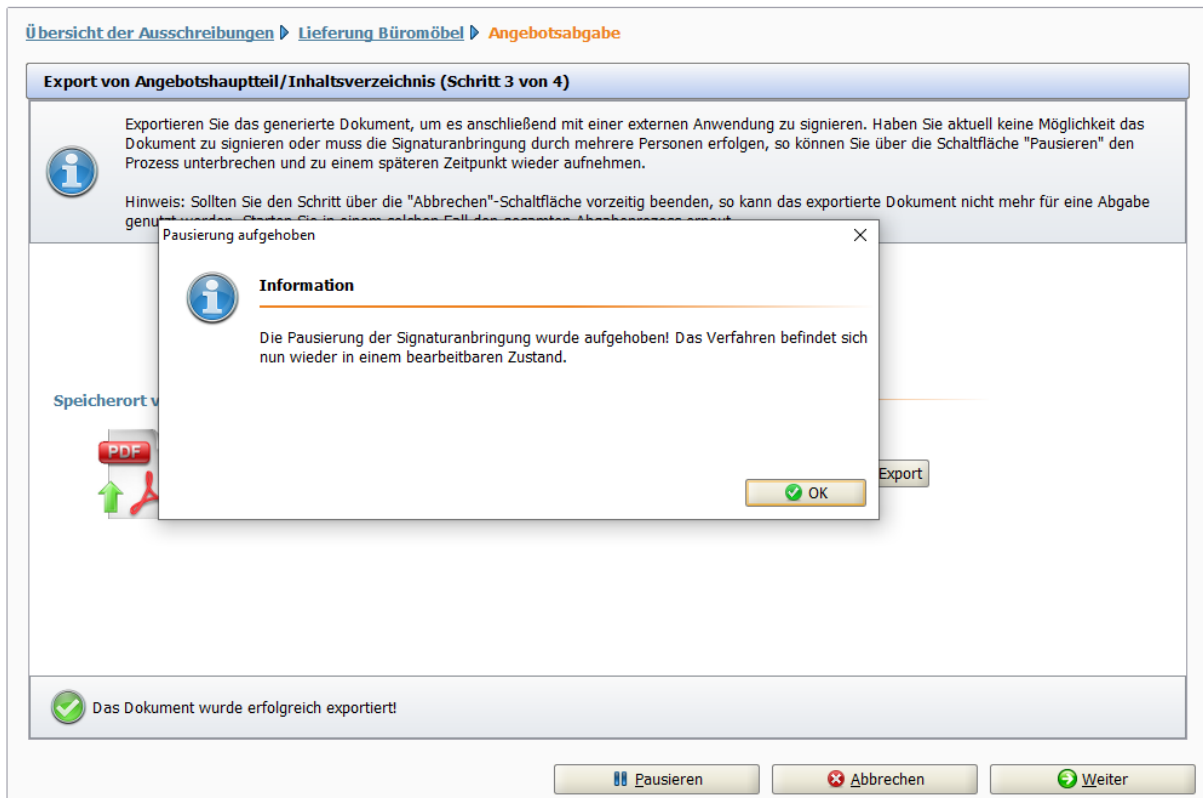 Übersicht der Ausschreibungen Lieferung Büromöbel Angebotsabgabe
Export von Angebotshauptteil/Inhaltsverzeichnis (Schritt 3 von 4)
Exportieren Sie das generierte Dokument, um es anschließend mit einer externen Anwendung zu signieren. Haben Sie aktuell keine Möglichkeit das
Dokument zu signieren oder muss die Signaturanbringung durch mehrere Personen erfolgen, so können Sie über die Schaltfläche "Pausieren" den
Prozess unterbrechen und zu einem späteren Zeitpunkt wieder aufnehmen.
Hinweis: Sollten Sie den Schritt über die "Abbrechen"-Schaltfläche vorzeitig beenden, so kann das exportierte Dokument nicht mehr für eine Abgabe
Pausierung aufgehoben
Information
Die Pausierung der Signaturanbringung wurde aufgehoben! Das Verfahren befindet sich
nun wieder in einem bearbeitbaren Zustand.
Speicherort
PDF
Export
OK
Das Dokument wurde erfolgreich exportiert!
Pausieren Abbrechen Weiter